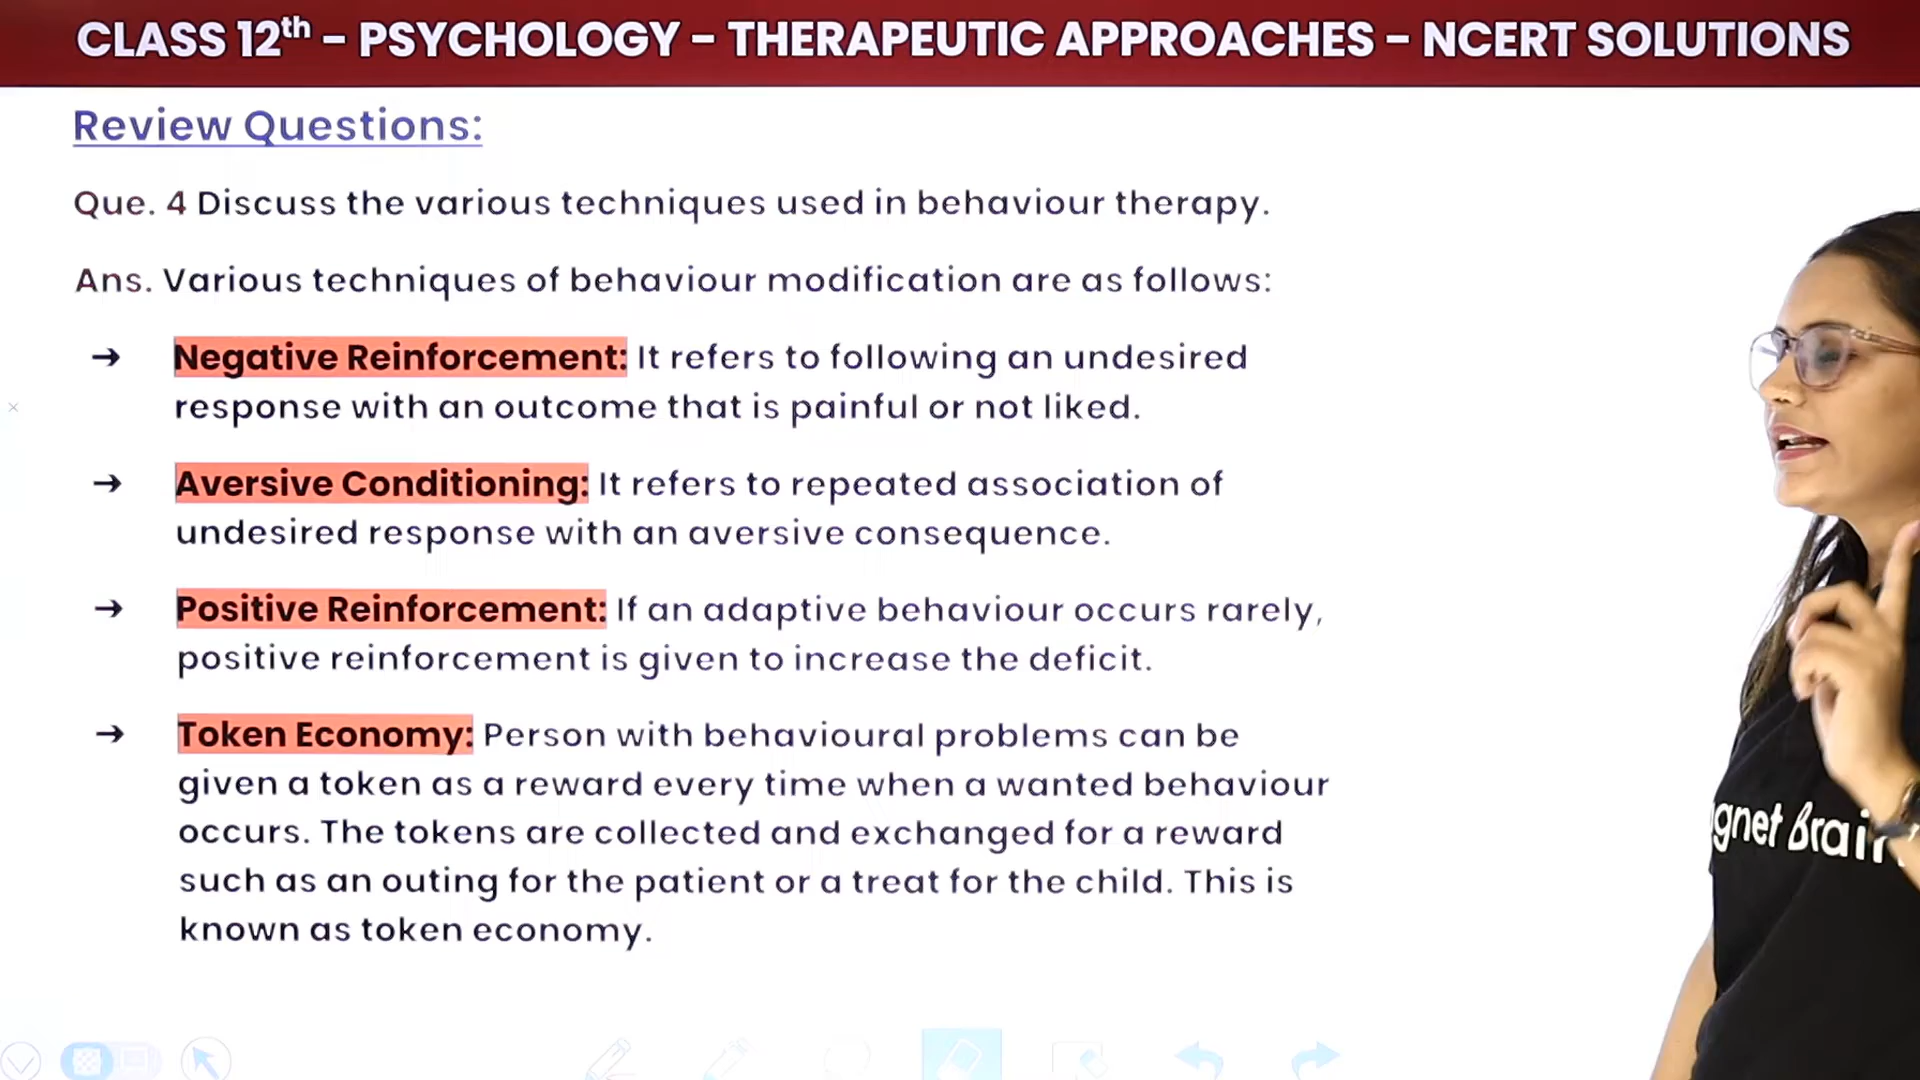 CLASS 12th - PSYCHOLOGY - THERAPEUTIC APPROACHES - NCERT SOLUTIONS
Review Questions:
Que. 4 Discuss the various techniques used in behaviour therapy.
Ans. Various techniques of behaviour modification are as follows:
→ Negative Reinforcement: It refers to following an undesired
response with an outcome that is painful or not liked.
→ Aversive Conditioning: It refers to repeated association of
undesired response with an aversive consequence.
→ Positive Reinforcement: If an adaptive behaviour occurs rarely,
positive reinforcement is given to increase the deficit.
→ Token Economy: Person with behavioural problems can be
given a token as a reward every time when a wanted behaviour
occurs. The tokens are collected and exchanged for a reward
such as an outing for the patient or a treat for the child. This is
known as token economy.
gnet Brain